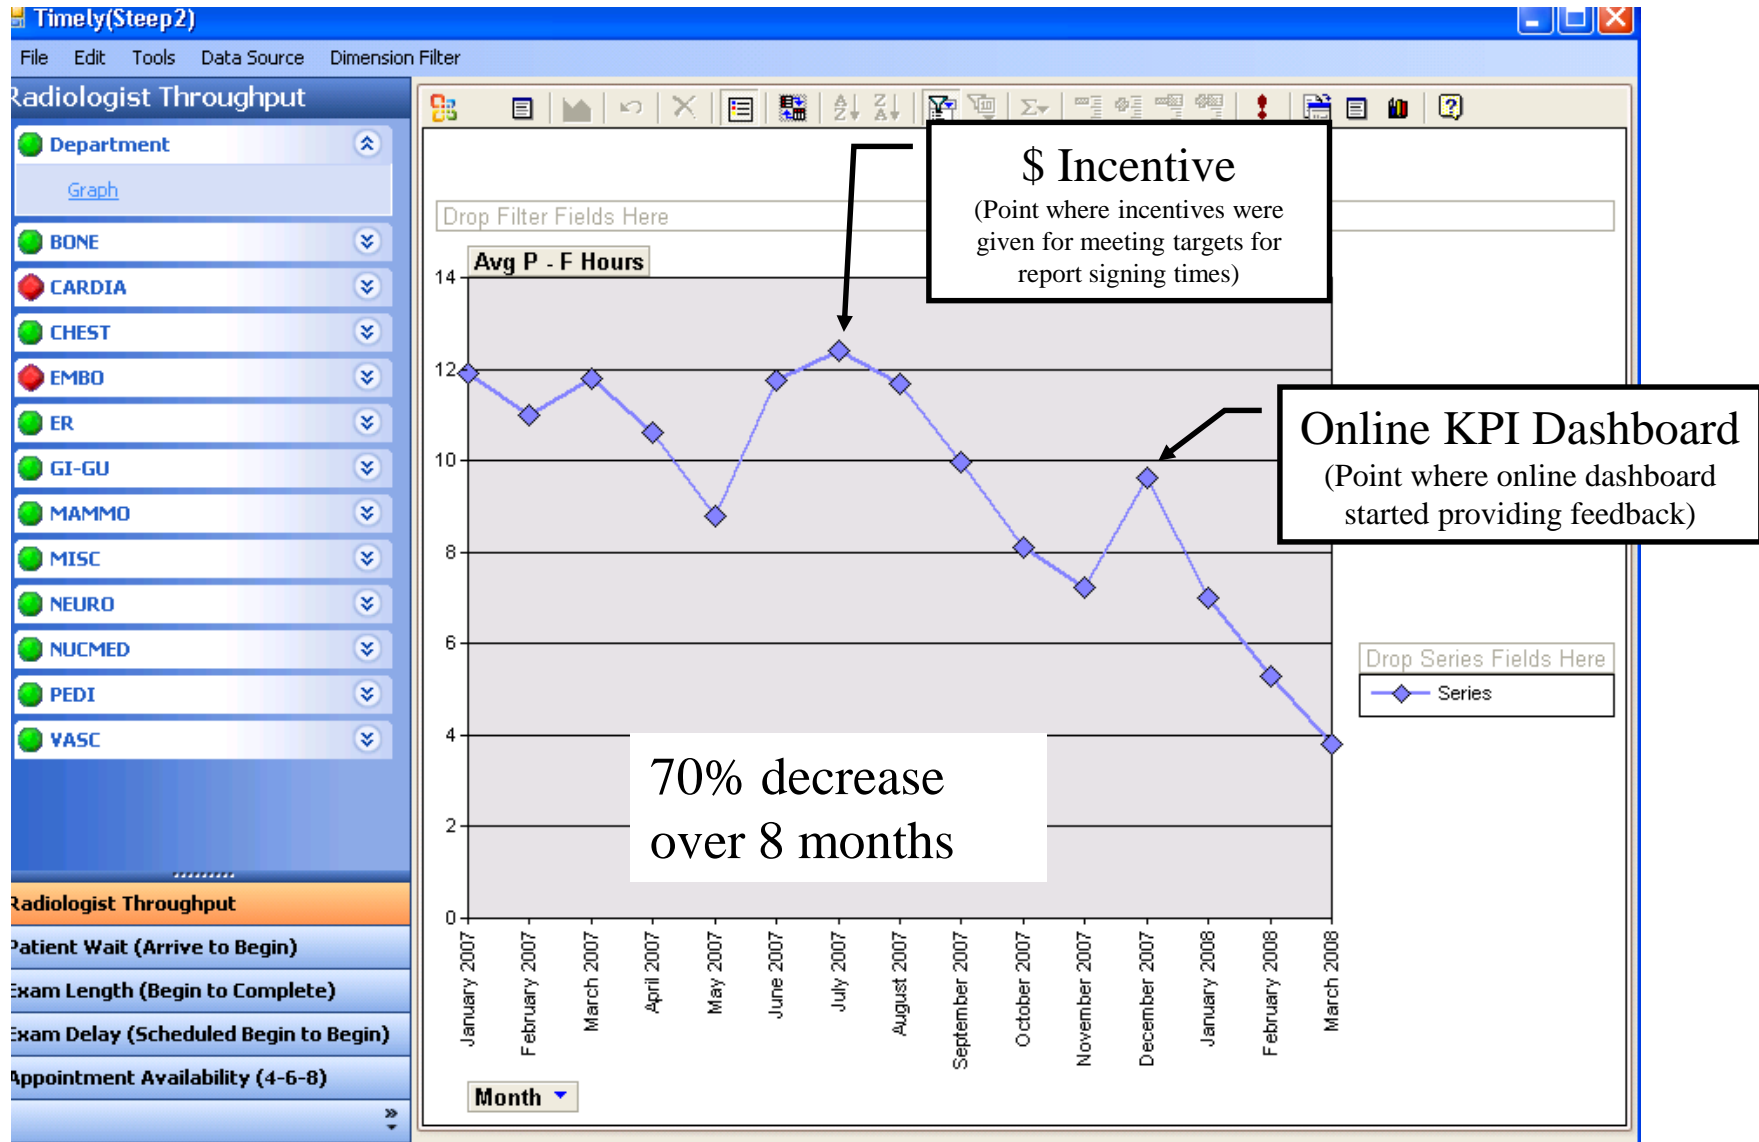 Timely(Steep2)
File Edit Tools Data Source Dimension Filter
Radiologist Throughput
Department
Graph
BONE
CARDIA
CHEST
EMBO
ER
GI-GU
MAMMO
MISC
NEURO
NUCMED
PEDI
VASC
Radiologist Throughput
Patient Wait (Arrive to Begin)
Exam Length (Begin to Complete)
Exam Delay (Scheduled Begin to Begin)
Appointment Availability (4-6-8)
$ Incentive
(Point where incentives were
given for meeting targets for
report signing times)
Drop Filter Fields Here
Avg P - F Hours
14
12
10
8
6
4
2
0
Online KPI Dashboard
(Point where online dashboard
started providing feedback)
Drop Series Fields Here
Series
70% decrease
over 8 months
January 2007
February 2007
March 2007
April 2007
May 2007
June 2007
July 2007
August 2007
September 2007
October 2007
November 2007
December 2007
January 2008
February 2008
March 2008
Month